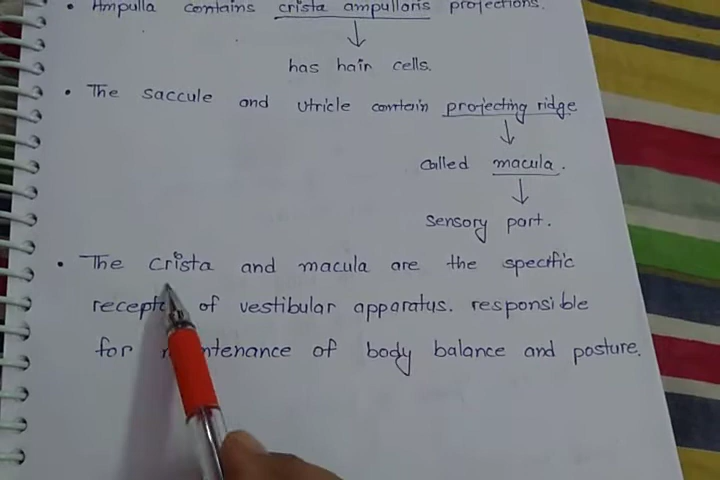 • Ampulla contains crista ampullaris projections.
↓
has hair cells.
• The saccule and utricle contain projecting ridge
↓
called macula.
↓
sensory part.
• The crista and macula are the specific
of vestibular apparatus. responsible
for of body balance and posture.